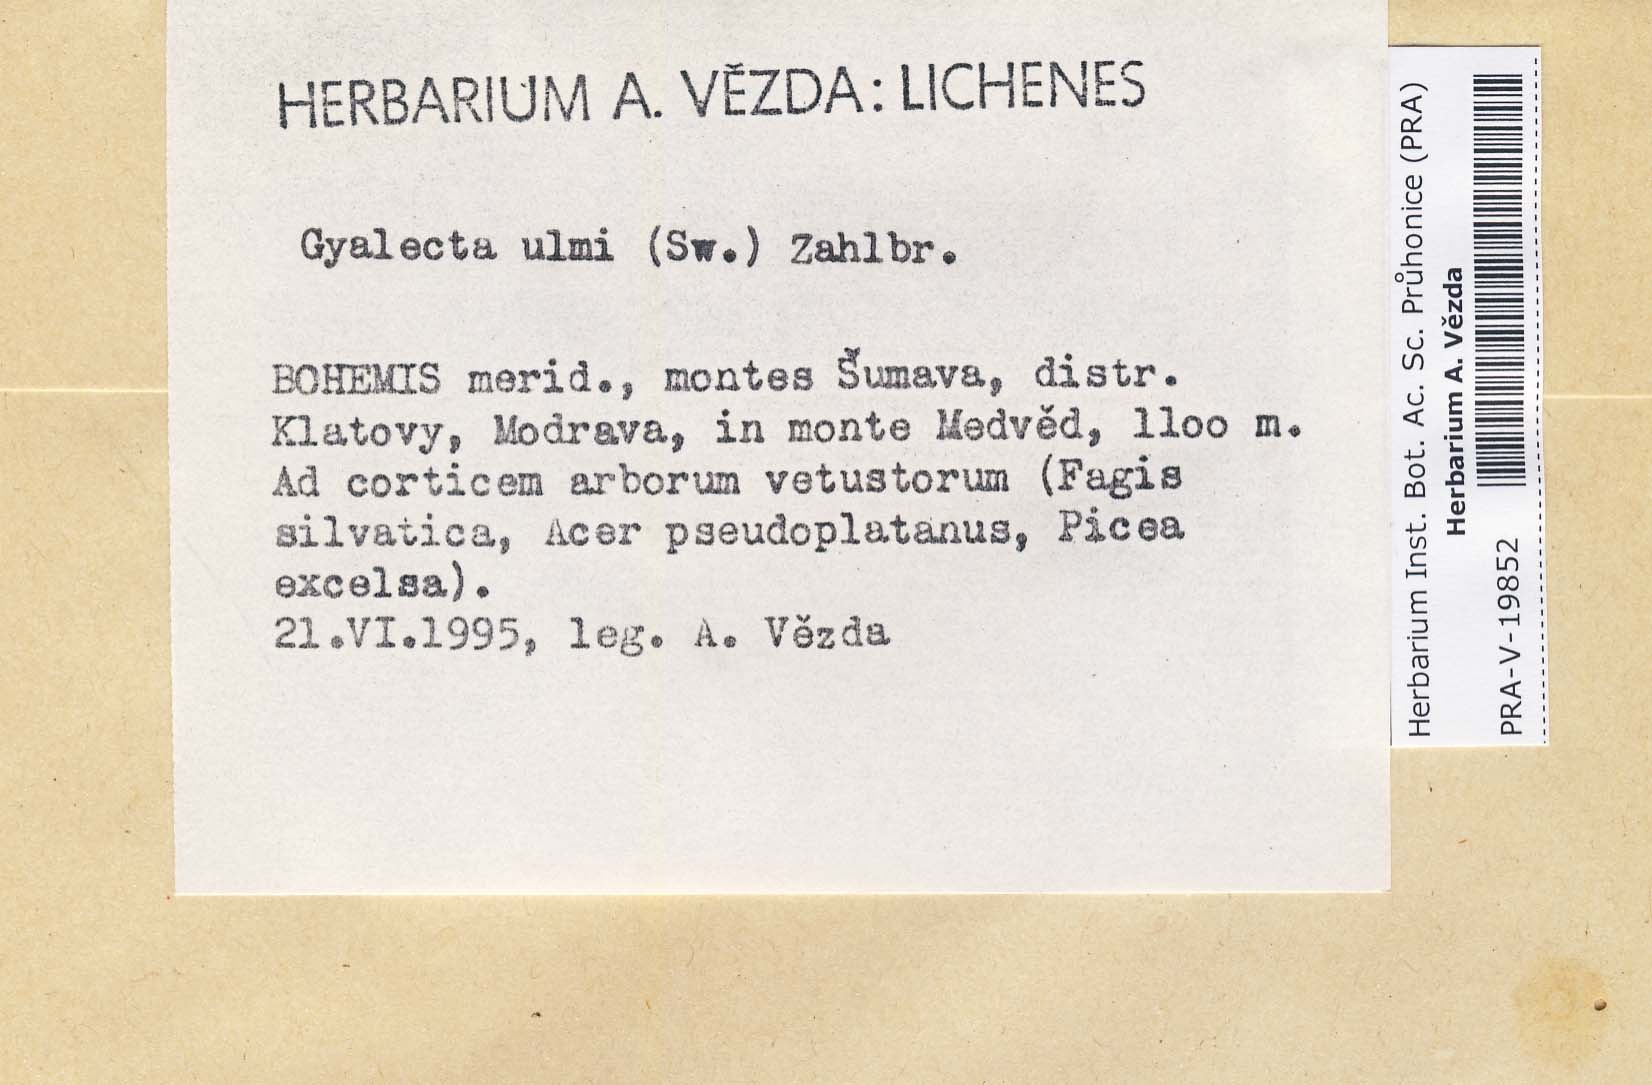 HERBARIUM A. VĚZDA: LICHENES
Gyalecta ulmi (Sw.) Zahlbr.
BOHEMIS merid., montes Šumava, distr.
Klatovy, Modrava, in monte Medvěd, 1loo m.
Ad corticem arborum vetustorum (Fagis
silvatica, Acer pseudoplatanus, Picea
excelsa).
21.VI.1995, leg. A. Vězda
Herbarium Inst. Bot. Ac. Sc. Průhonice (PRA)
Herbarium A. Vězda
PRA-V-19852